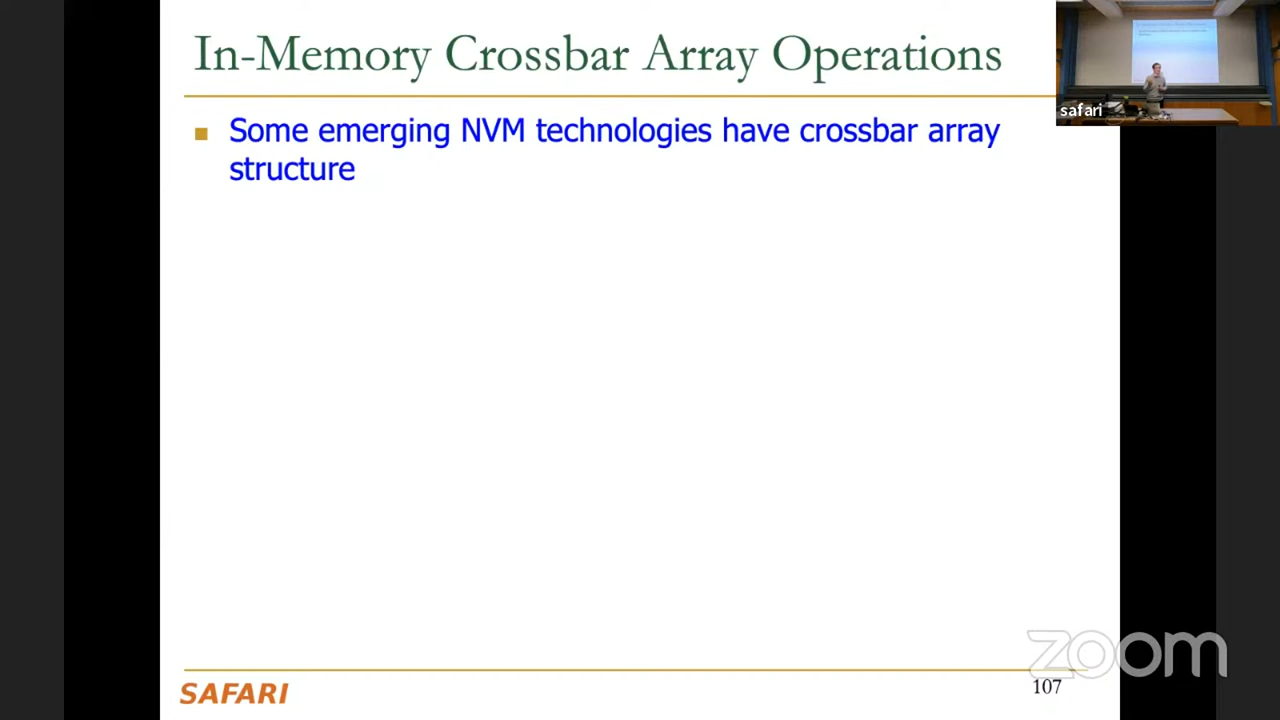 In-Memory Crossbar Array Operations
safari
Some emerging NVM technologies have crossbar array
structure
zoom
SAFARI
107